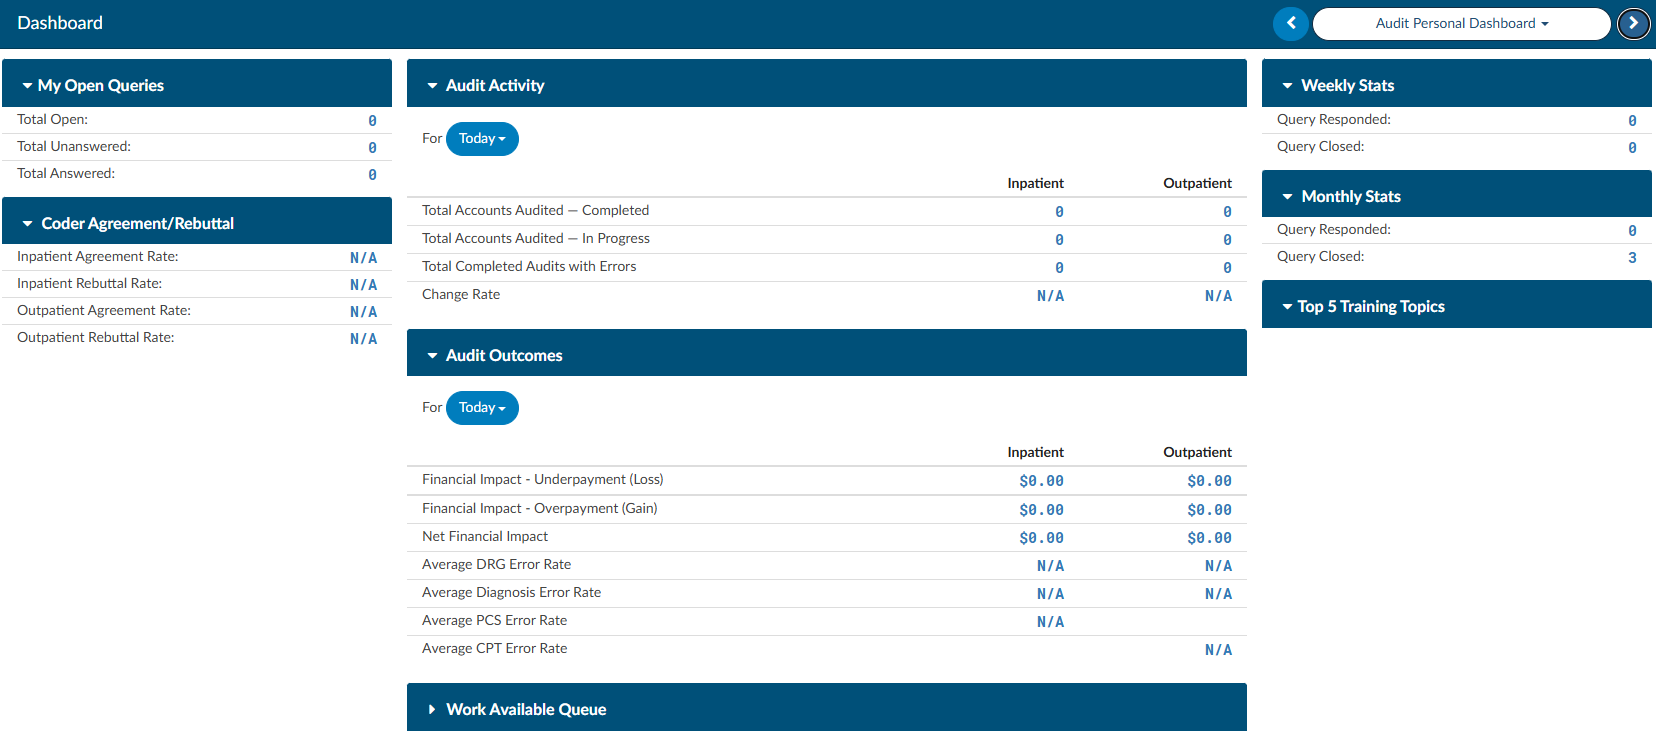 Dashboard
Audit Personal Dashboard
My Open Queries
Total Open: 0
Total Unanswered: 0
Total Answered: 0
Coder Agreement/Rebuttal
Inpatient Agreement Rate: N/A
Inpatient Rebuttal Rate: N/A
Outpatient Agreement Rate: N/A
Outpatient Rebuttal Rate: N/A
Audit Activity
For Today
Inpatient Outpatient
Total Accounts Audited — Completed 0 0
Total Accounts Audited — In Progress 0 0
Total Completed Audits with Errors 0 0
Change Rate N/A N/A
Audit Outcomes
For Today
Inpatient Outpatient
Financial Impact - Underpayment (Loss) $0.00 $0.00
Financial Impact - Overpayment (Gain) $0.00 $0.00
Net Financial Impact $0.00 $0.00
Average DRG Error Rate N/A N/A
Average Diagnosis Error Rate N/A N/A
Average PCS Error Rate N/A
Average CPT Error Rate N/A
Work Available Queue
Weekly Stats
Query Responded: 0
Query Closed: 0
Monthly Stats
Query Responded: 0
Query Closed: 3
Top 5 Training Topics